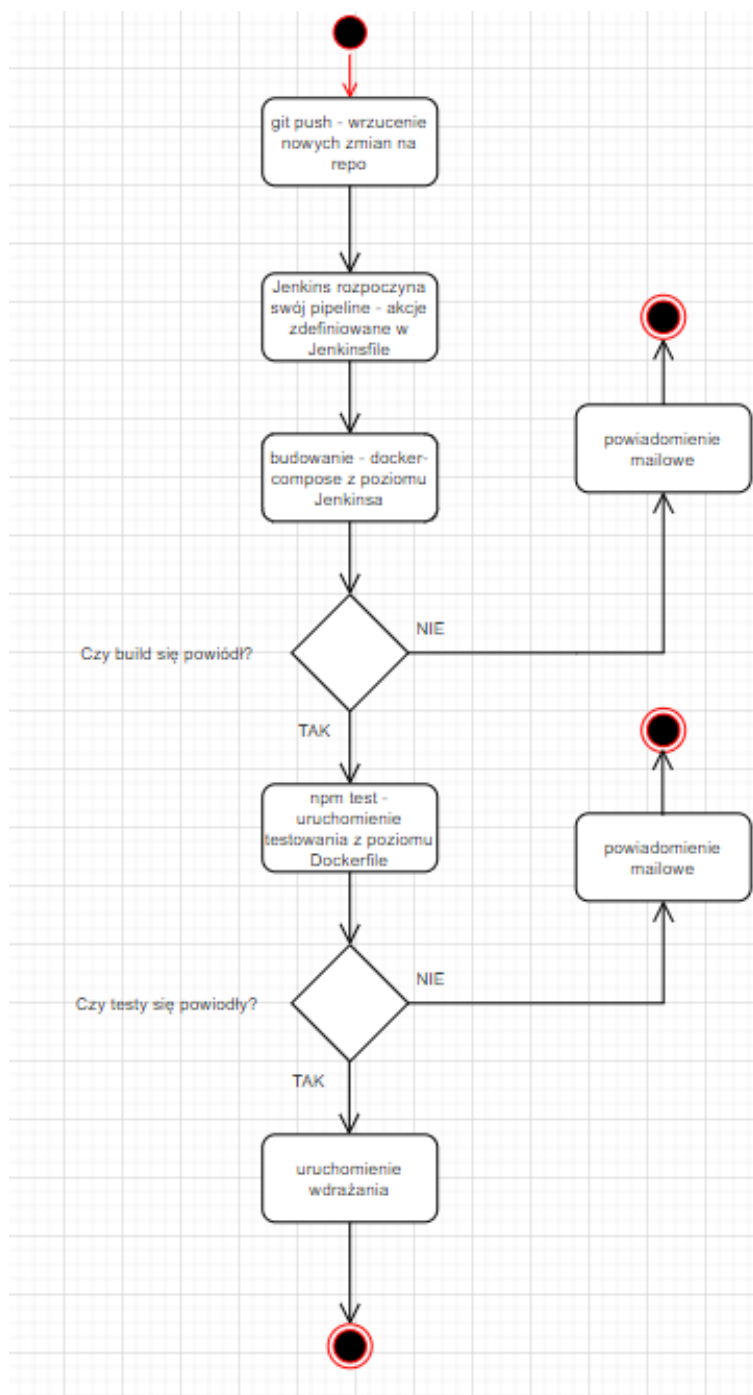 git push - wrzucenie
nowych zmian na
repo
Jenkins rozpoczyna
swój pipeline - akcje
zdefiniowane w
Jenkinsfile
budowanie - docker-
compose z poziomu
Jenkinsa
powiadomienie
mailowe
Czy build się powiódł?
NIE
TAK
npm test -
uruchomienie
testowania z poziomu
Dockerfile
powiadomienie
mailowe
Czy testy się powiodły?
NIE
TAK
uruchomienie
wdrażania